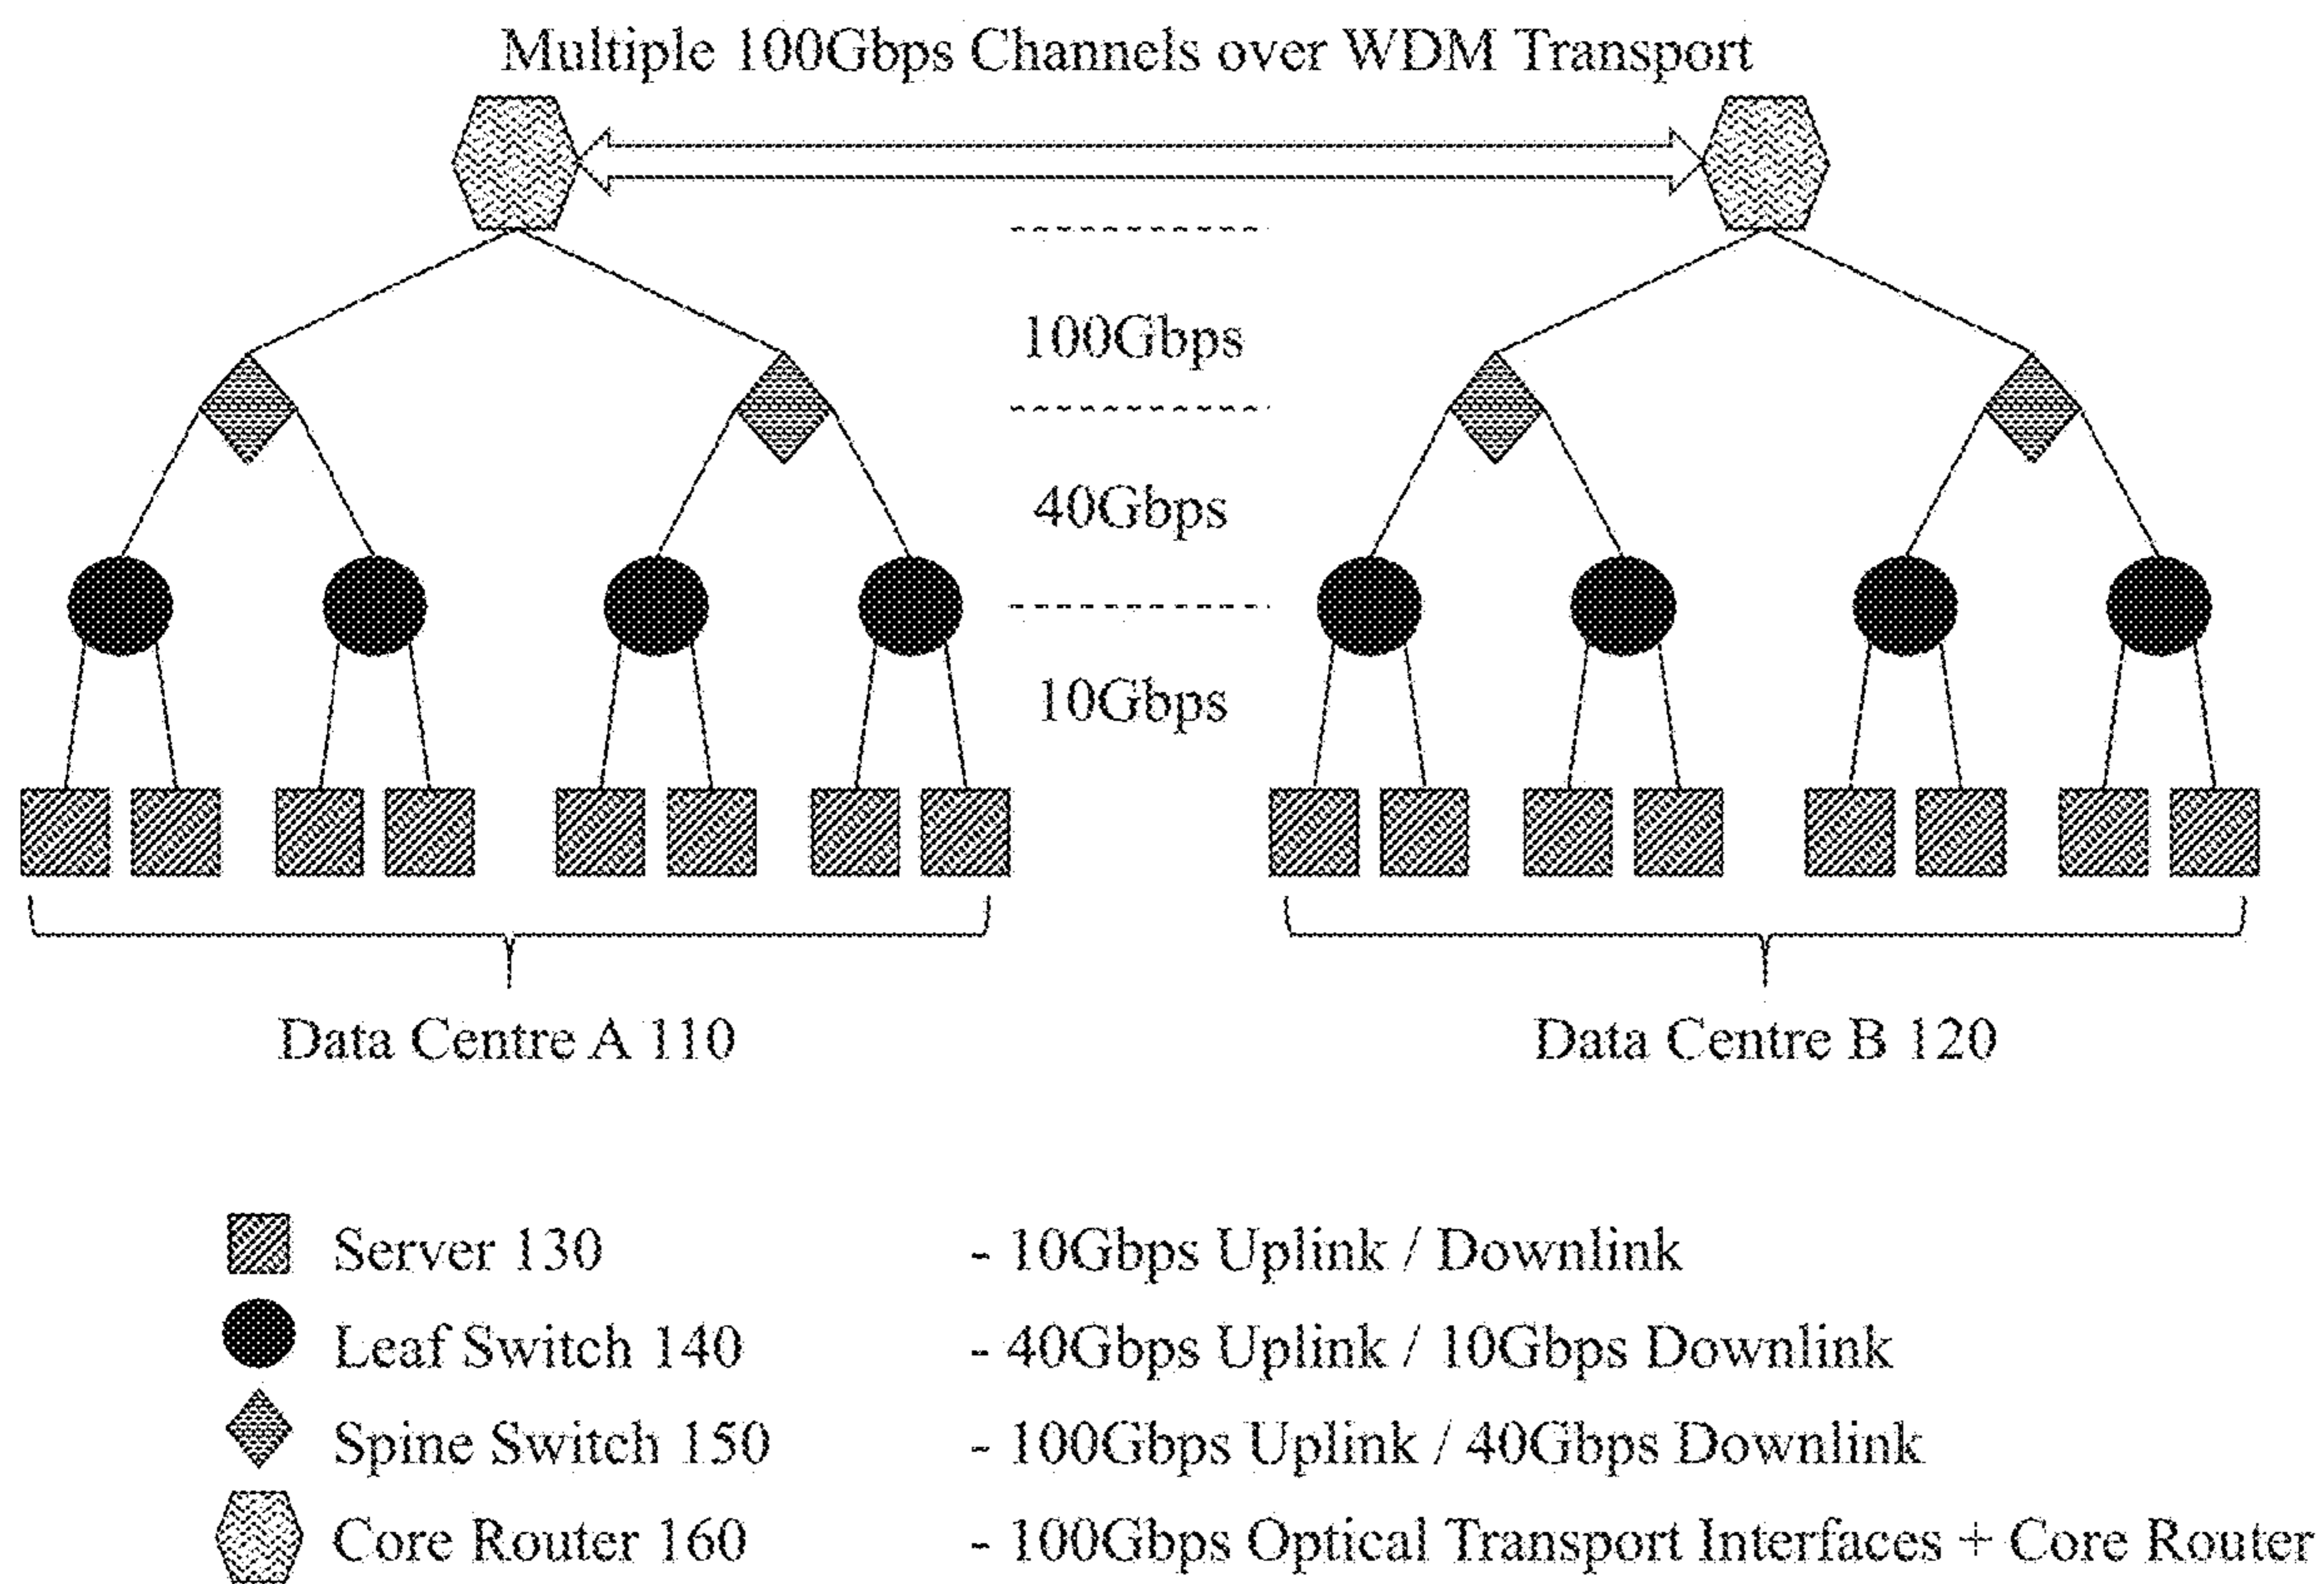 Multiple 100Gbps Channels over WDM Transport
100Gbps
40Gbps
10Gbps
Data Centre A 110
Data Centre B 120
Server 130 - 10Gbps Uplink / Downlink
Leaf Switch 140 - 40Gbps Uplink / 10Gbps Downlink
Spine Switch 150 - 100Gbps Uplink / 40Gbps Downlink
Core Router 160 - 100Gbps Optical Transport Interfaces + Core Router